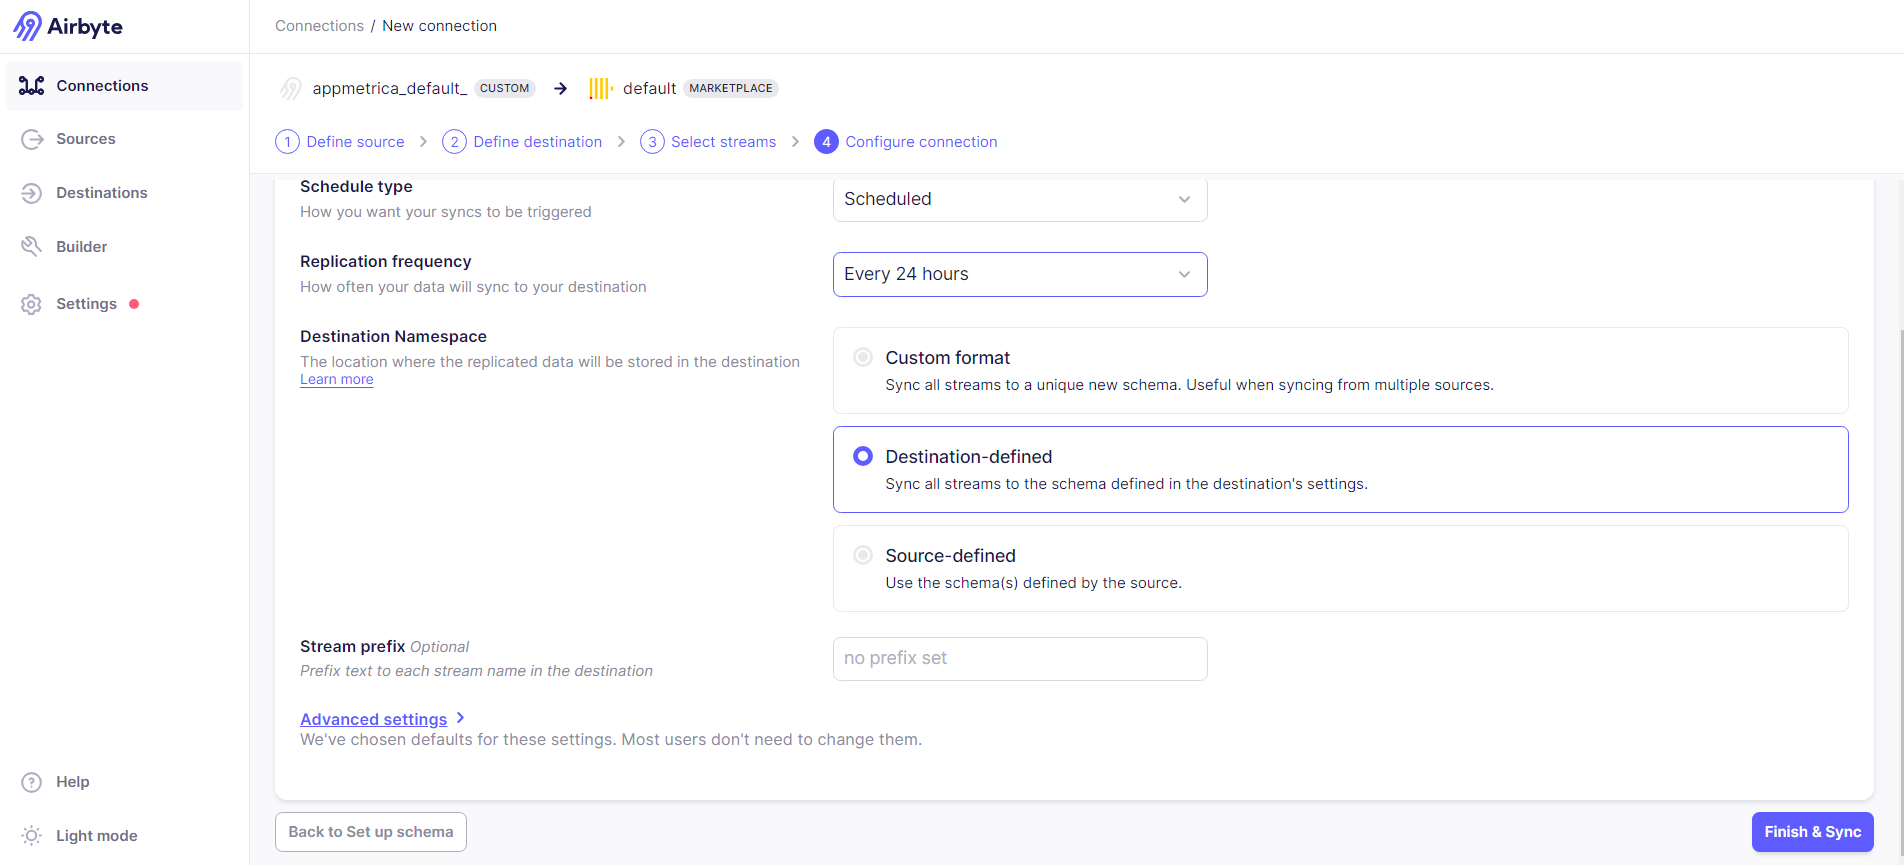 Airbyte
Connections
Sources
Destinations
Builder
Settings
Help
Light mode
Connections / New connection
appmetrica_default_ CUSTOM default MARKETPLACE
1 Define source 2 Define destination 3 Select streams 4 Configure connection
Schedule type
How you want your syncs to be triggered
Scheduled
Replication frequency
How often your data will sync to your destination
Every 24 hours
Destination Namespace
The location where the replicated data will be stored in the destination
Learn more
Custom format
Sync all streams to a unique new schema. Useful when syncing from multiple sources.
Destination-defined
Sync all streams to the schema defined in the destination's settings.
Source-defined
Use the schema(s) defined by the source.
Stream prefix Optional
Prefix text to each stream name in the destination
no prefix set
Advanced settings
We've chosen defaults for these settings. Most users don't need to change them.
Back to Set up schema
Finish & Sync